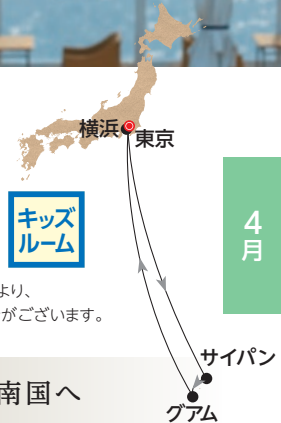 横浜
東京
キッズ
ルーム
4
月
より、
がございます。
サイパン
南国へ
グアム